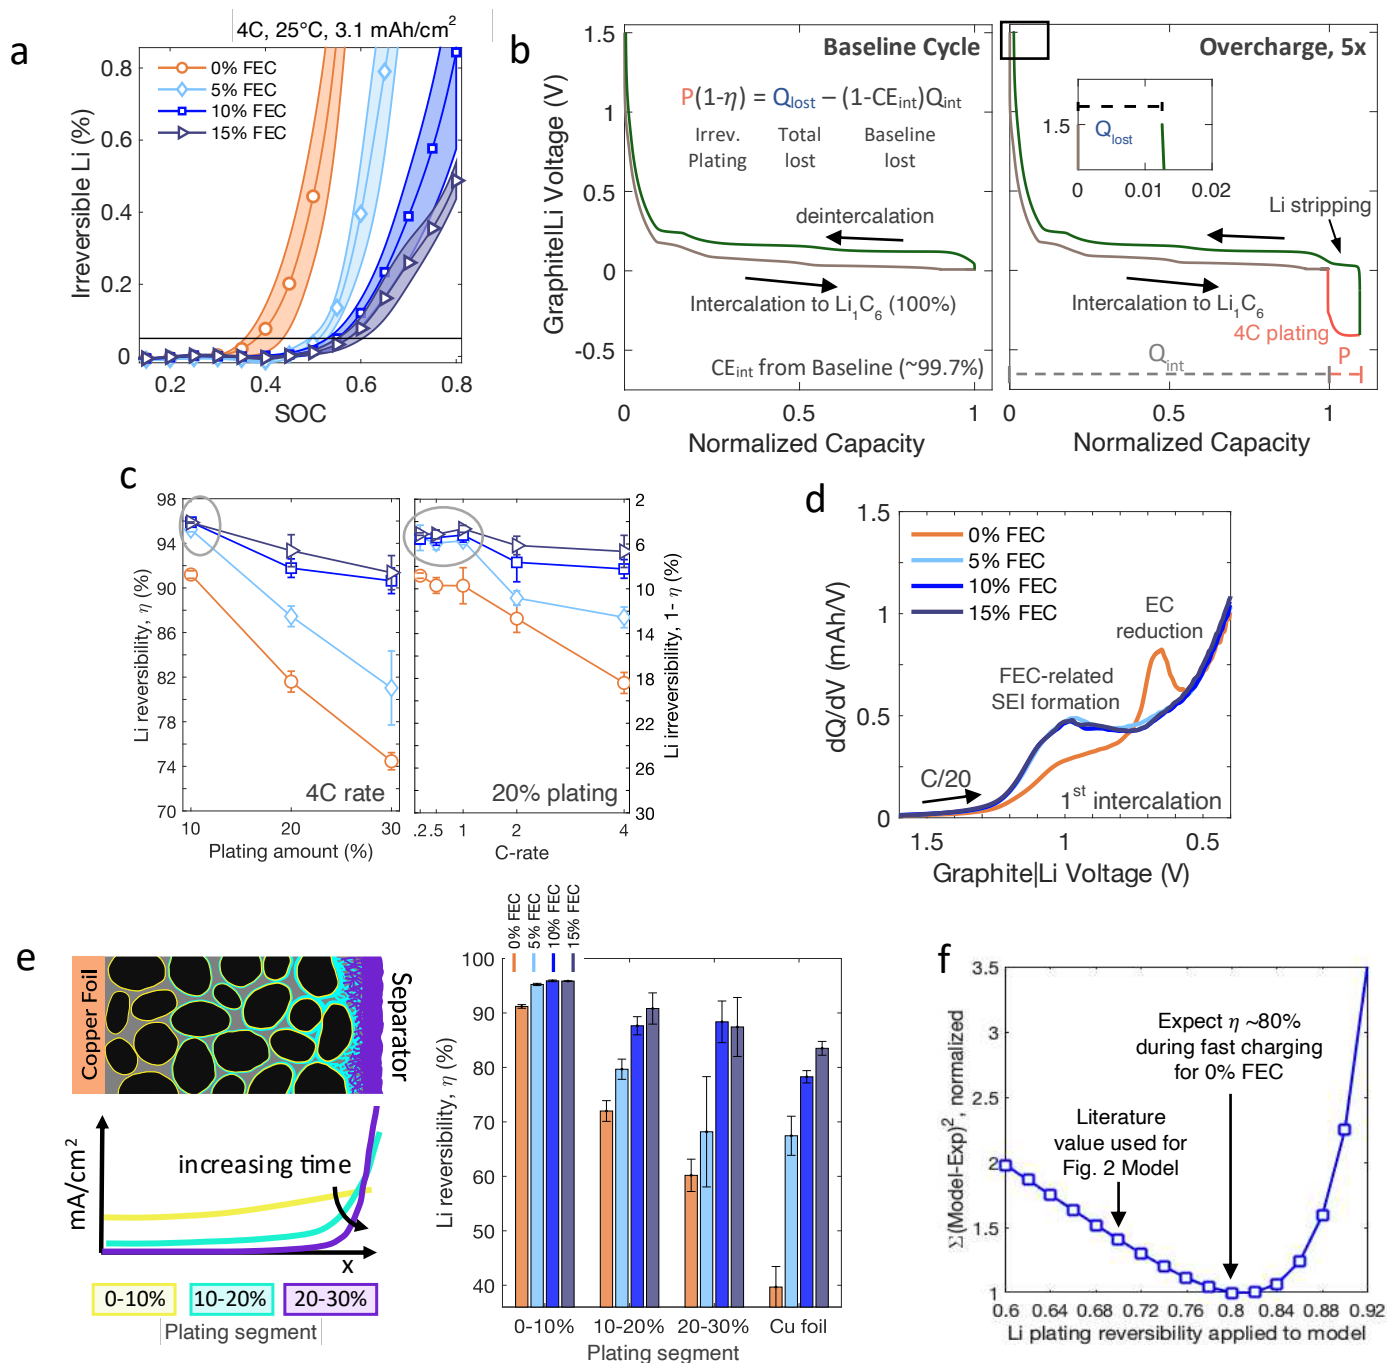 a
4C, 25°C, 3.1 mAh/cm²
0% FEC
5% FEC
10% FEC
15% FEC
Irreversible Li (%)
0.8
0.6
0.4
0.2
0
0.2
0.4
0.6
0.8
SOC
b
Baseline Cycle
P(1-η) = Q_lost – (1-CE_int)Q_int
Irrev. Plating
Total lost
Baseline lost
deintercalation
Intercalation to Li₁C₆ (100%)
CE_int from Baseline (~99.7%)
Graphite|Li Voltage (V)
1.5
1
0.5
0
-0.5
0
0.5
1
Normalized Capacity
Overcharge, 5x
1.5
Q_lost
0
0.01
0.02
Li stripping
Intercalation to Li₁C₆
4C plating
Q_int
P
0
0.5
1
Normalized Capacity
c
Li reversibility, η (%)
98
94
90
86
82
78
74
70
4C rate
10
20
30
Plating amount (%)
20% plating
.2
.5
1
2
4
C-rate
2
6
10
14
18
22
26
30
Li irreversibility, 1- η (%)
d
0% FEC
5% FEC
10% FEC
15% FEC
EC
reduction
FEC-related
SEI formation
C/20
1st intercalation
dQ/dV (mAh/V)
1.5
1
0.5
0
1.5
1
0.5
Graphite|Li Voltage (V)
e
Copper Foil
Separator
mA/cm²
increasing time
x
0-10%
10-20%
20-30%
Plating segment
0% FEC
5% FEC
10% FEC
15% FEC
Li reversibility, η (%)
100
90
80
70
60
50
40
0-10%
10-20%
20-30%
Cu foil
Plating segment
f
Σ(Model-Exp)², normalized
3.5
3
2.5
2
1.5
1
Expect η ~80%
during fast charging
for 0% FEC
Literature
value used for
Fig. 2 Model
0.6
0.64
0.68
0.72
0.76
0.8
0.84
0.88
0.92
Li plating reversibility applied to model